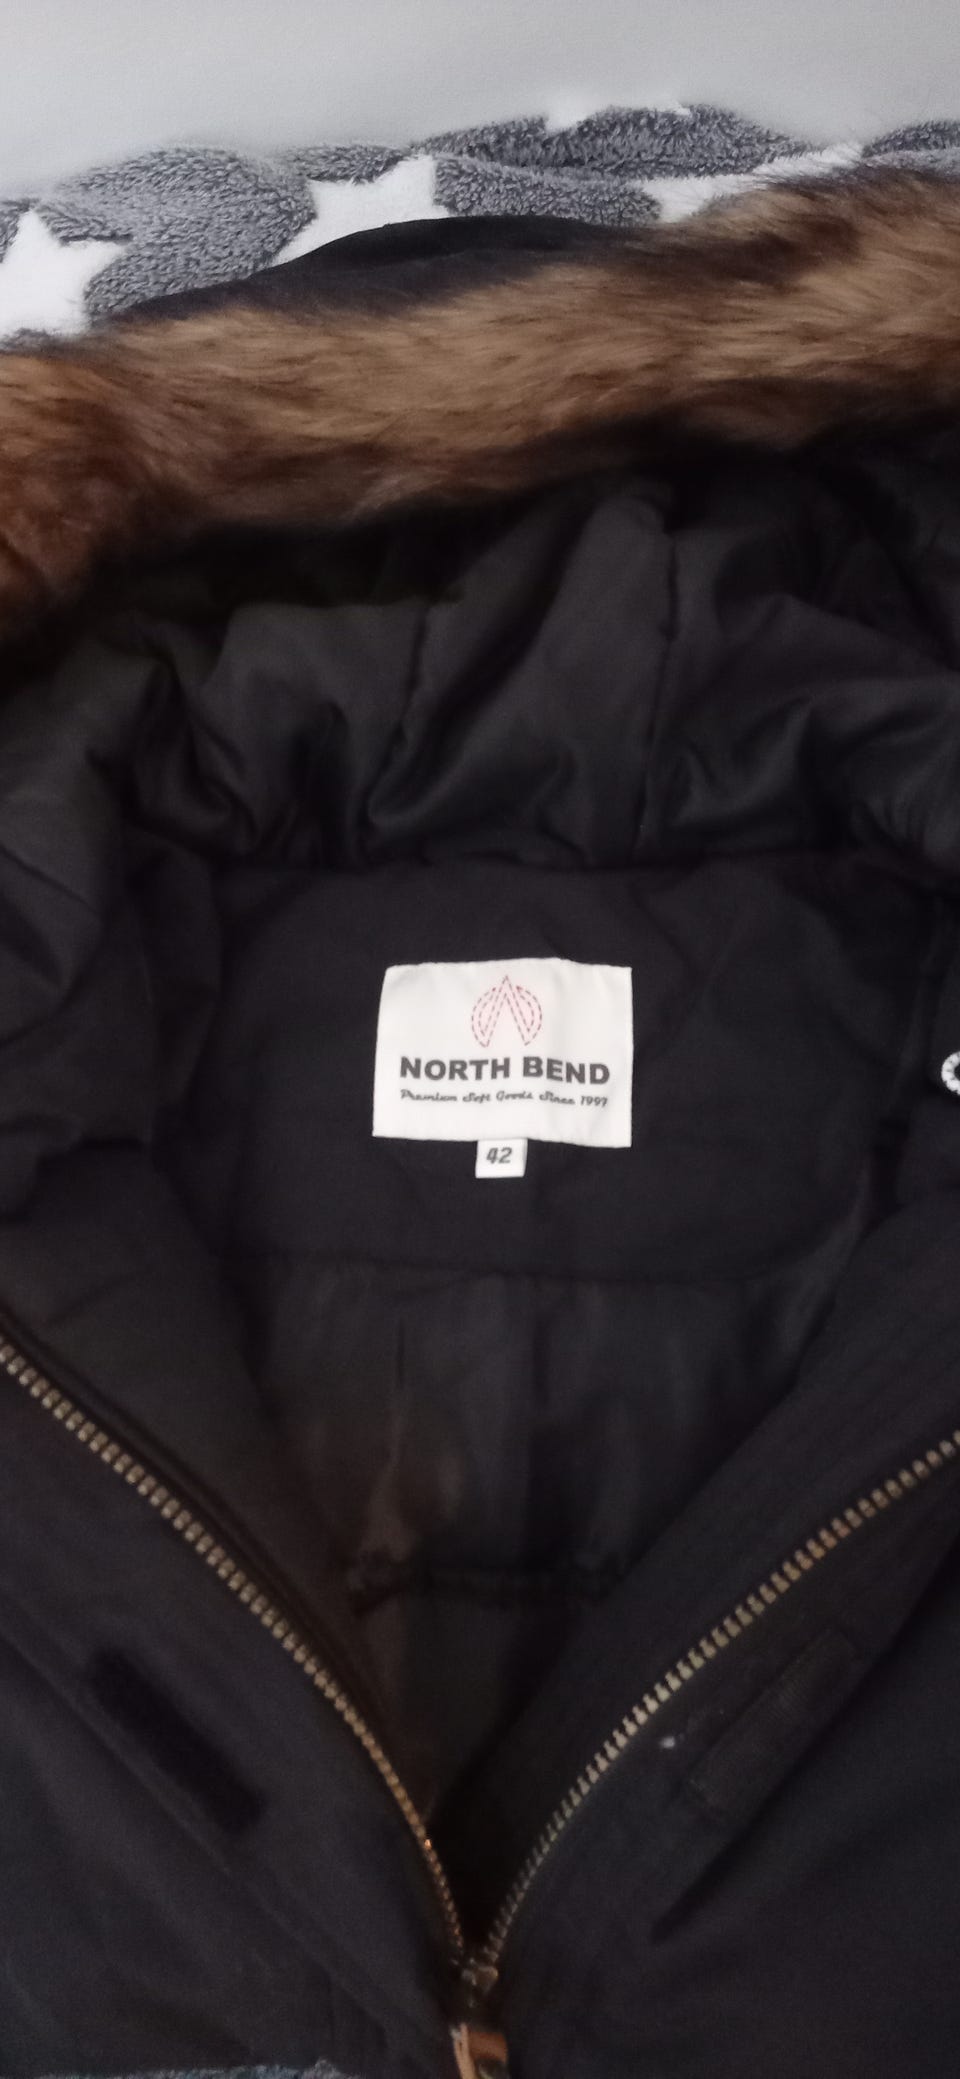 NORTH BEND
Premium Soft Goods Since 1997
42